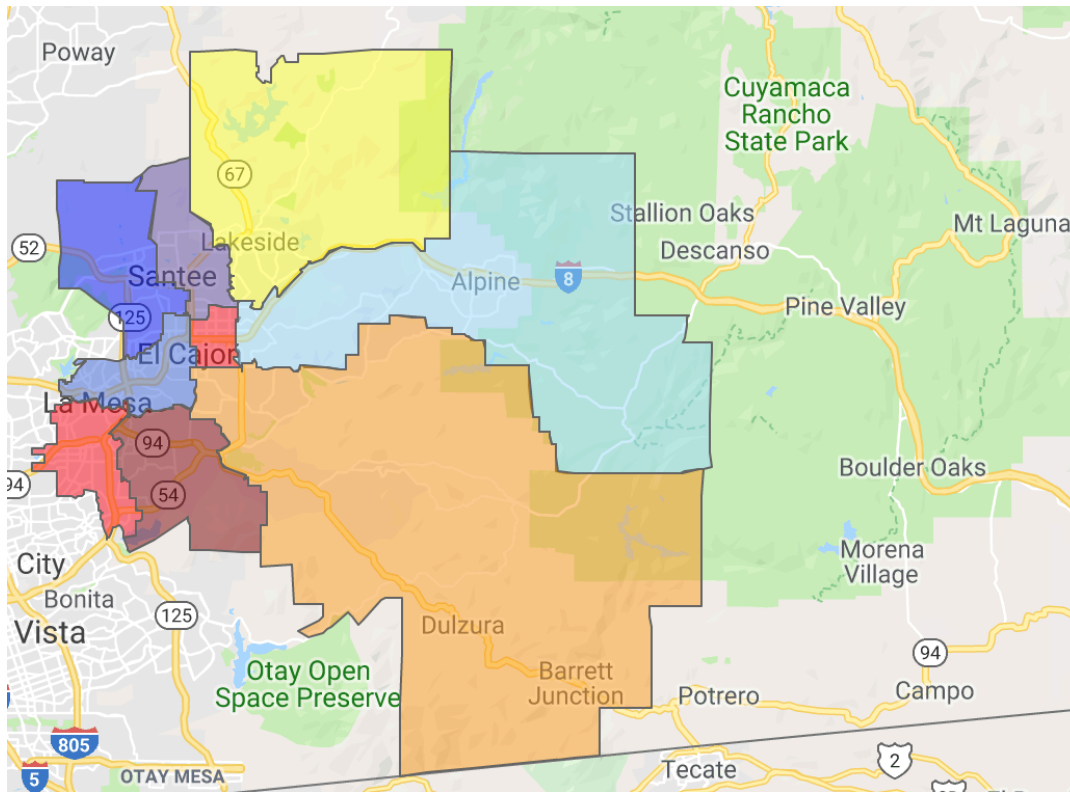 Poway
Cuyamaca
Rancho
State Park
67
Stallion Oaks
Mt Laguna
52
Lakeside
Descanso
Santee
Alpine
8
Pine Valley
125
El Cajon
La Mesa
94
Boulder Oaks
94
54
Morena
Village
City
Bonita
125
Vista
Dulzura
94
Otay Open
Space Preserve
Barrett
Junction
Potrero
Campo
805
OTAY MESA
Tecate
2
5